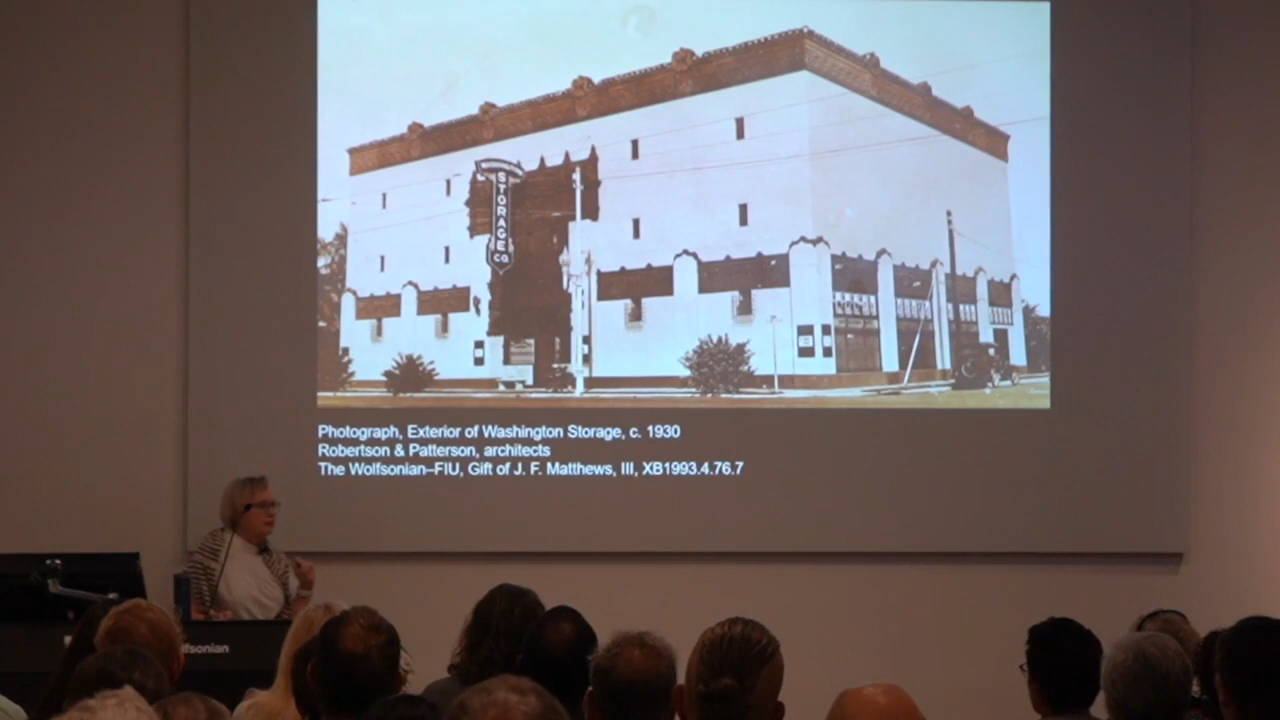 WASHINGTON
STORAGE
CO.
Photograph, Exterior of Washington Storage, c. 1930
Robertson & Patterson, architects
The Wolfsonian–FIU, Gift of J. F. Matthews, III, XB1993.4.76.7
lfsonian